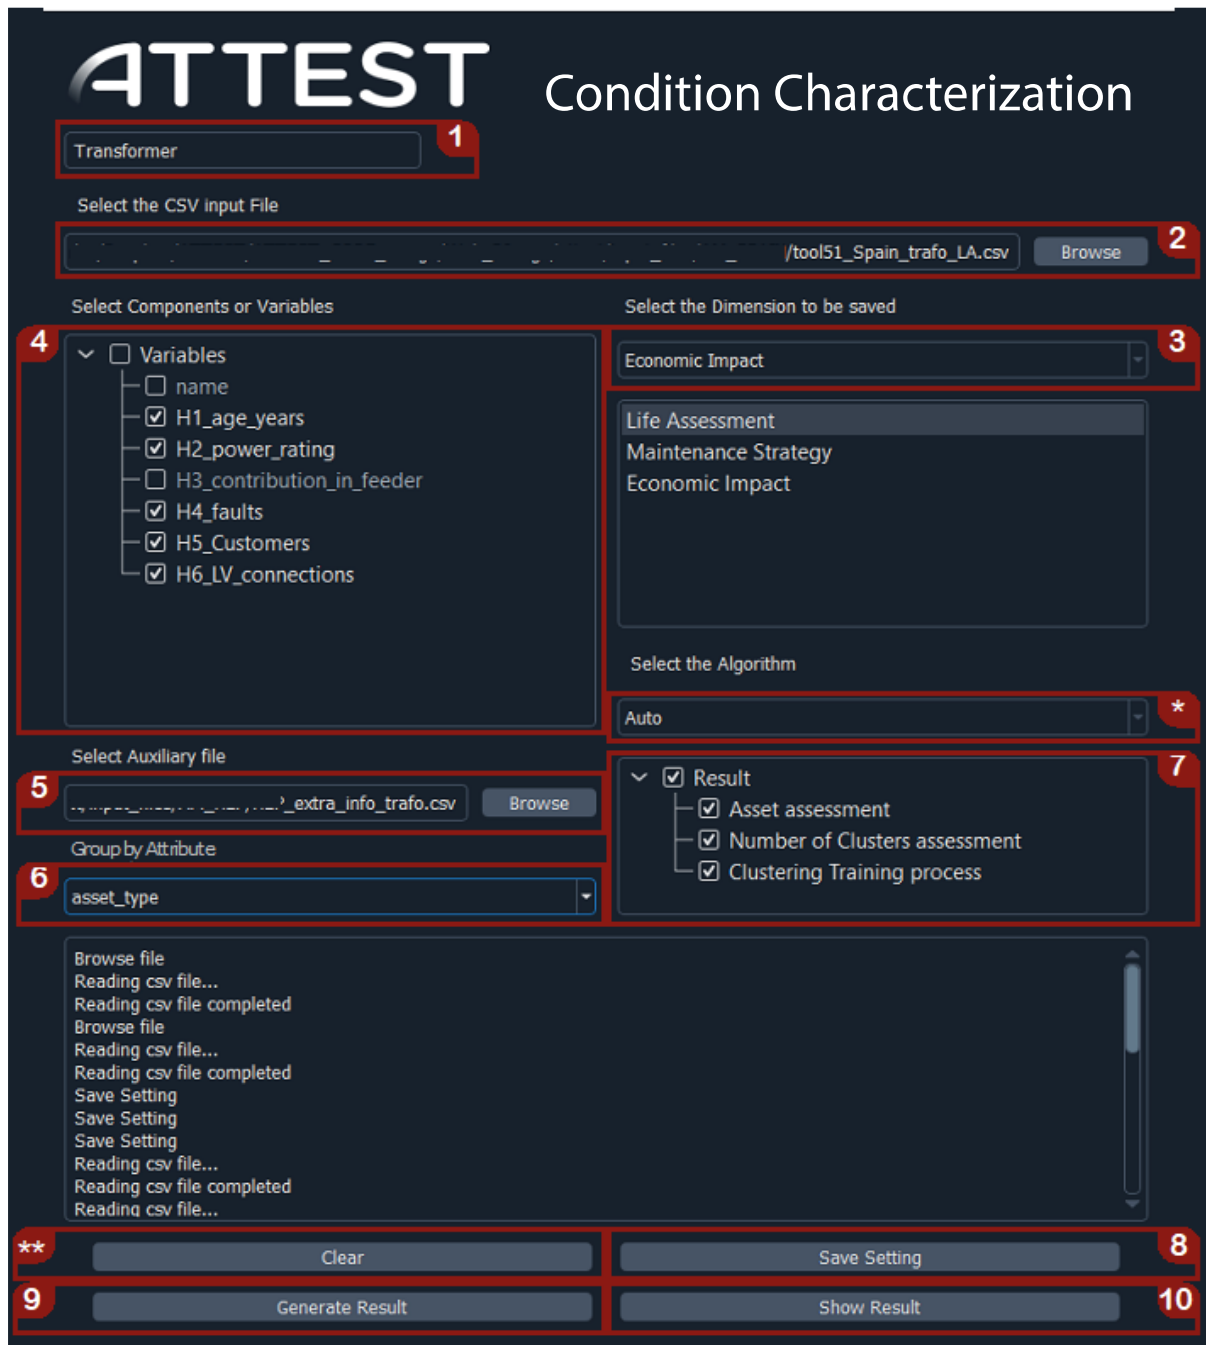 ATTEST
Condition Characterization
1
Transformer
Select the CSV input File
2
/tool51_Spain_trafo_LA.csv
Browse
Select Components or Variables
Select the Dimension to be saved
4
3
Variables
Economic Impact
name
H1_age_years
Life Assessment
H2_power_rating
Maintenance Strategy
H3_contribution_in_feeder
Economic Impact
H4_faults
H5_Customers
H6_LV_connections
Select the Algorithm
*
Auto
Select Auxiliary file
7
5
Result
_extra_info_trafo.csv
Browse
Asset assessment
Number of Clusters assessment
Group by Attribute
6
Clustering Training process
asset_type
Browse file
Reading csv file...
Reading csv file completed
Browse file
Reading csv file...
Reading csv file completed
Save Setting
Save Setting
Save Setting
Reading csv file...
Reading csv file completed
Reading csv file...
**
Clear
Save Setting
8
9
Generate Result
Show Result
10